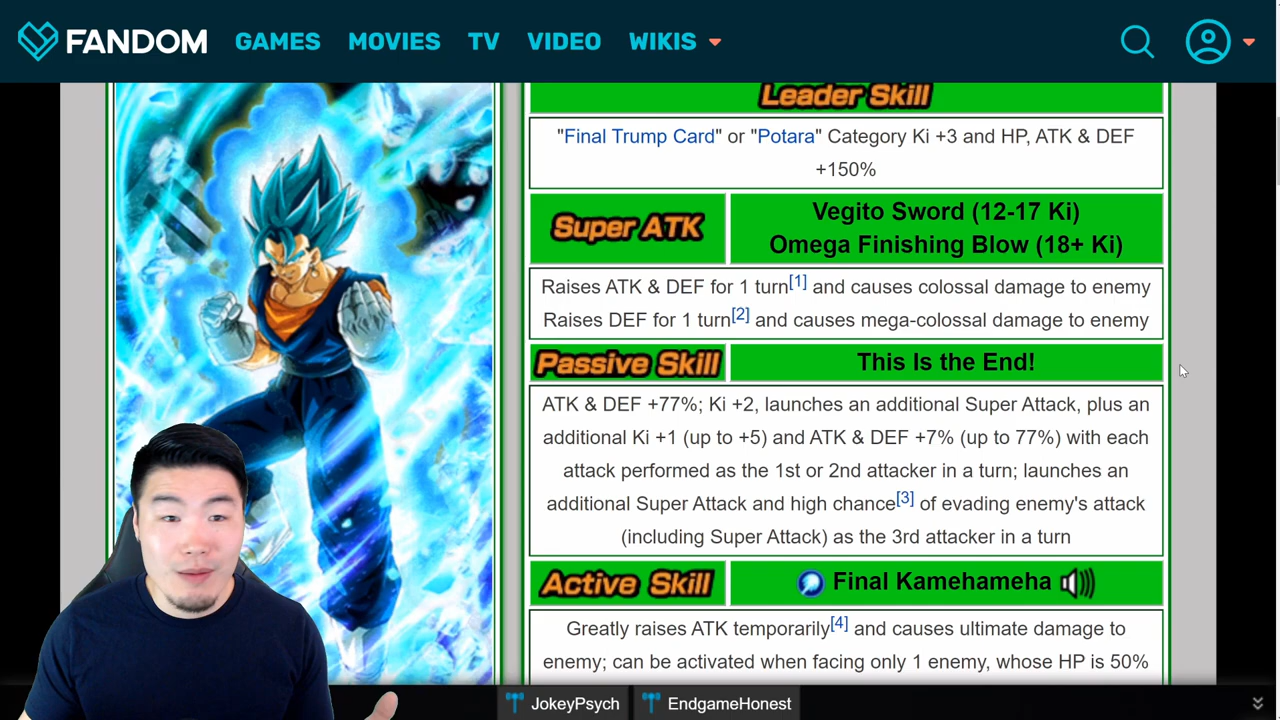 FANDOM GAMES MOVIES TV VIDEO WIKIS
Leader Skill
"Final Trump Card" or "Potara" Category Ki +3 and HP, ATK & DEF
+150%
Super ATK
Vegito Sword (12-17 Ki)
Omega Finishing Blow (18+ Ki)
Raises ATK & DEF for 1 turn[1] and causes colossal damage to enemy
Raises DEF for 1 turn[2] and causes mega-colossal damage to enemy
Passive Skill
This Is the End!
ATK & DEF +77%; Ki +2, launches an additional Super Attack, plus an
additional Ki +1 (up to +5) and ATK & DEF +7% (up to 77%) with each
attack performed as the 1st or 2nd attacker in a turn; launches an
additional Super Attack and high chance[3] of evading enemy's attack
(including Super Attack) as the 3rd attacker in a turn
Active Skill
Final Kamehameha
Greatly raises ATK temporarily[4] and causes ultimate damage to
enemy; can be activated when facing only 1 enemy, whose HP is 50%
JokeyPsych EndgameHonest